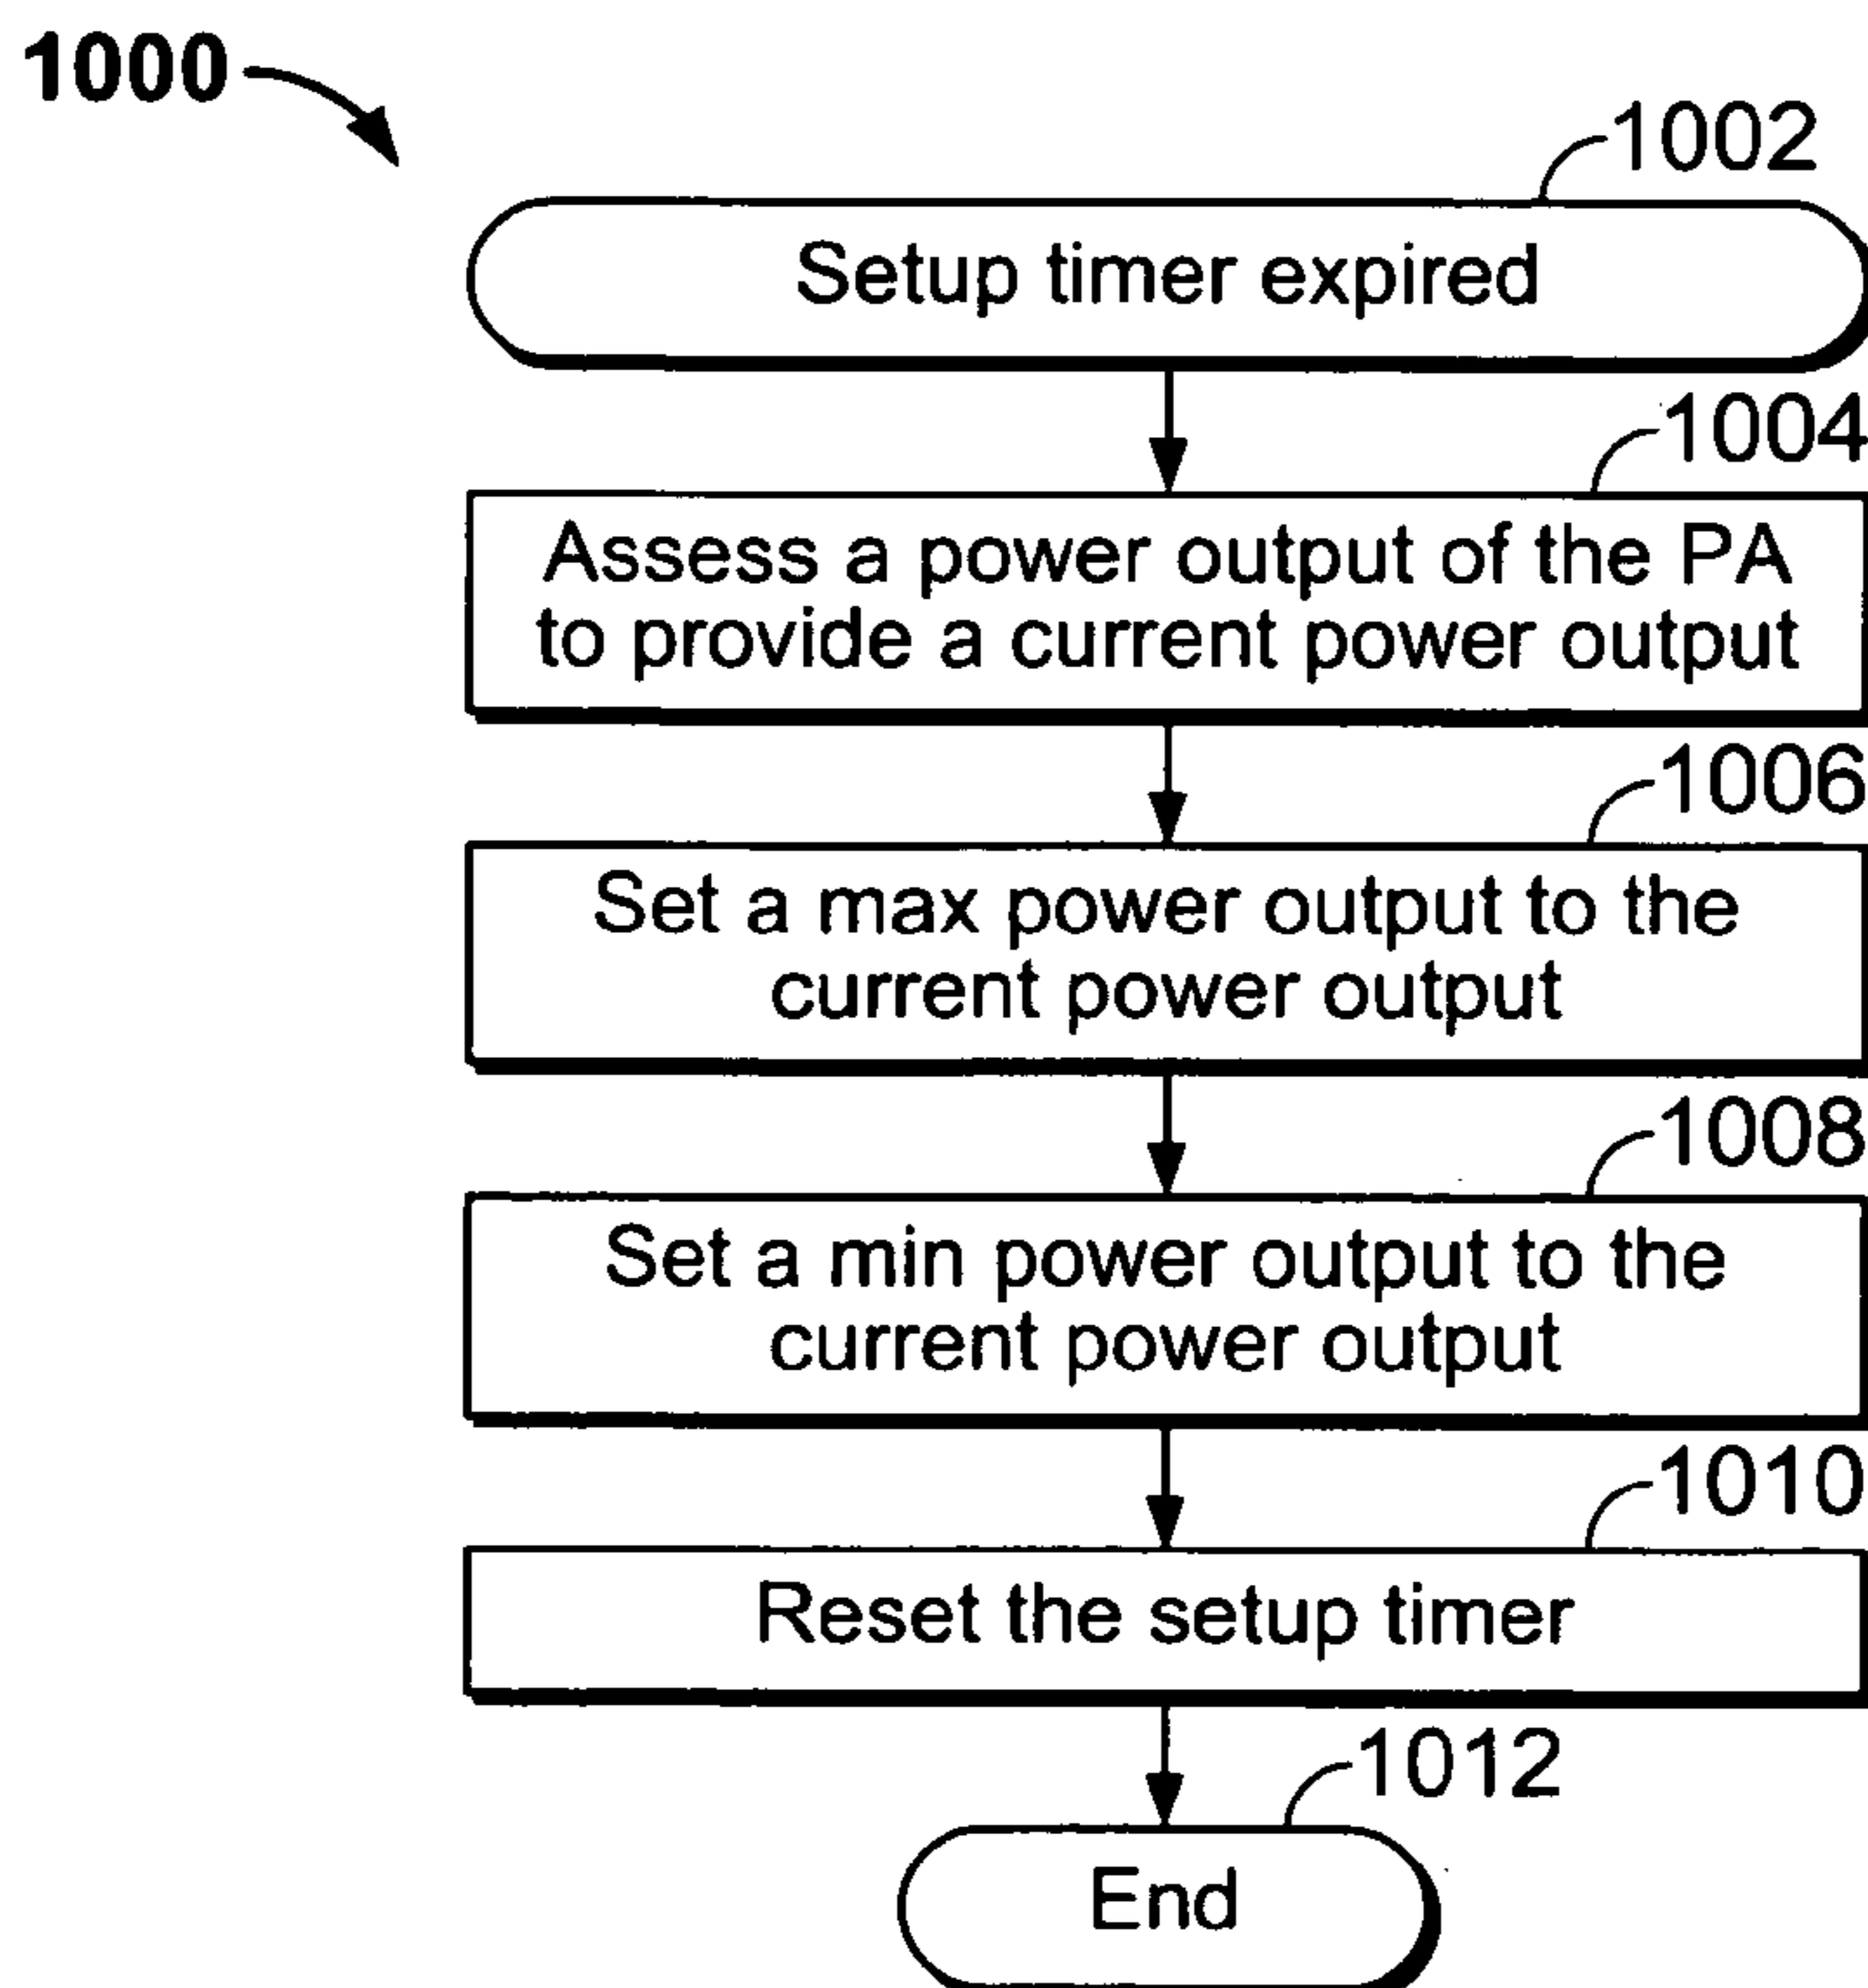 1000
1002
Setup timer expired
1004
Assess a power output of the PA
to provide a current power output
1006
Set a max power output to the
current power output
1008
Set a min power output to the
current power output
1010
Reset the setup timer
1012
End